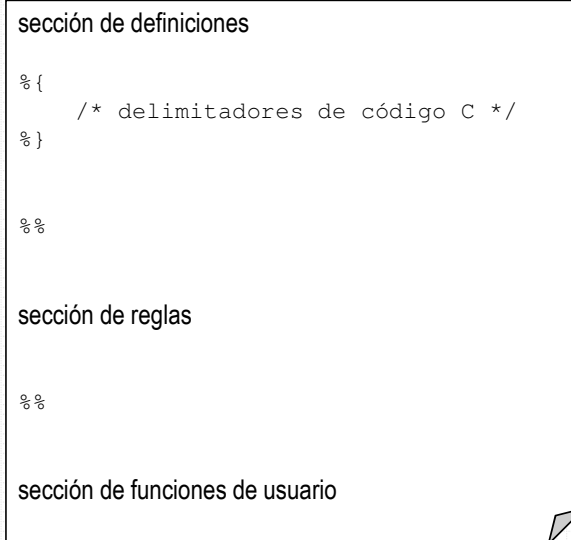 sección de definiciones
%{
/* delimitadores de código C */
%}
%%
sección de reglas
%%
sección de funciones de usuario